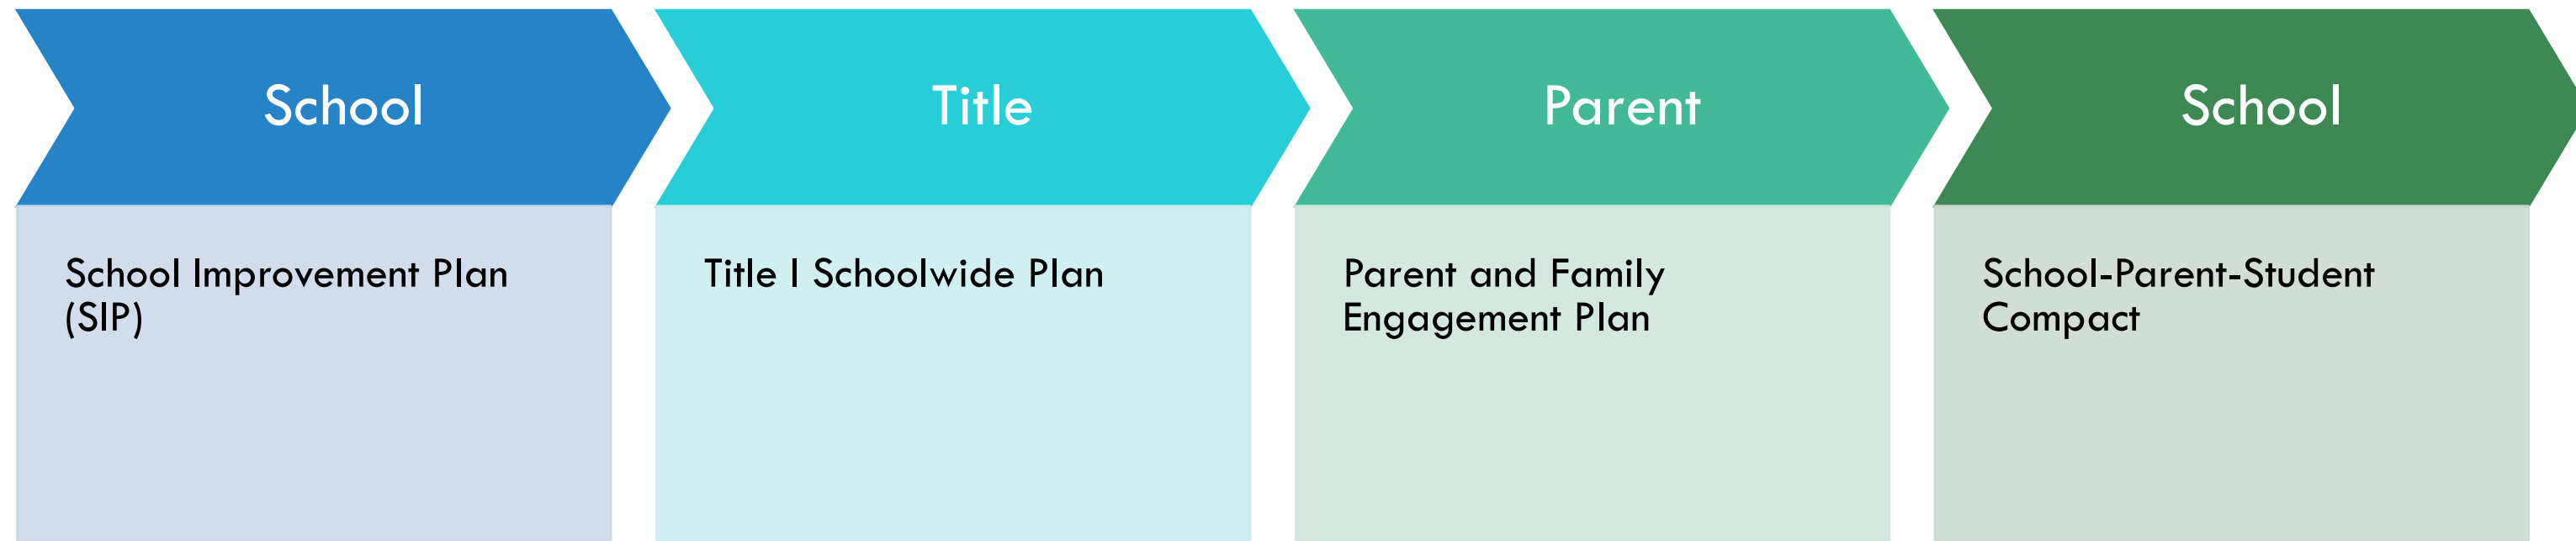 School
School Improvement Plan
(SIP)
Title
Title I Schoolwide Plan
Parent
Parent and Family
Engagement Plan
School
School-Parent-Student
Compact